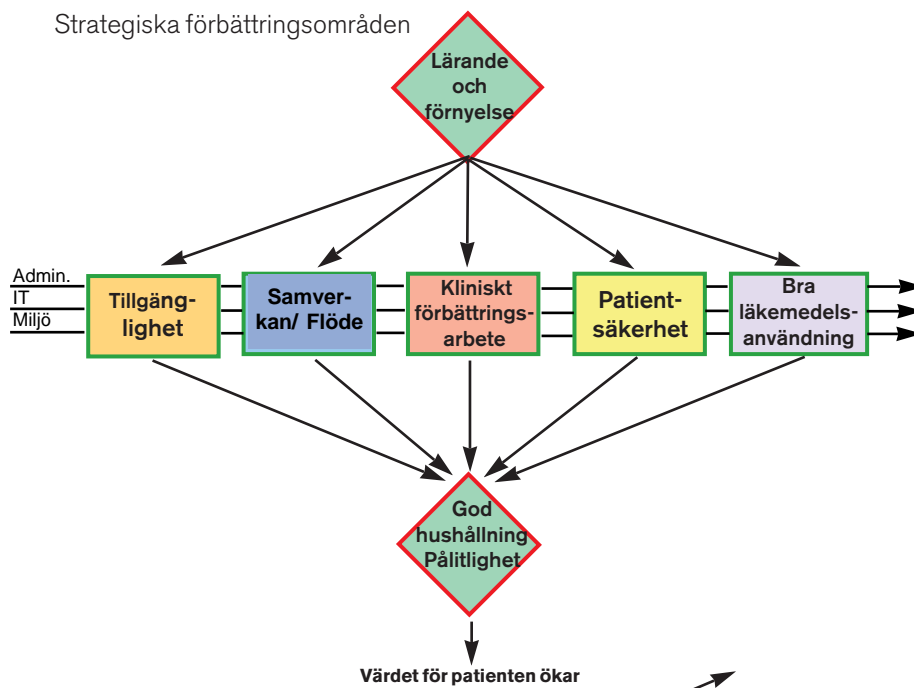 Strategiska förbättringsområden
Lärande
och
förnyelse
Admin.
IT
Miljö
Tillgäng-
lighet
Samver-
kan/ Flöde
Kliniskt
förbättrings-
arbete
Patient-
säkerhet
Bra
läkemedels-
användning
God
hushållning
Pålitlighet
Värdet för patienten ökar